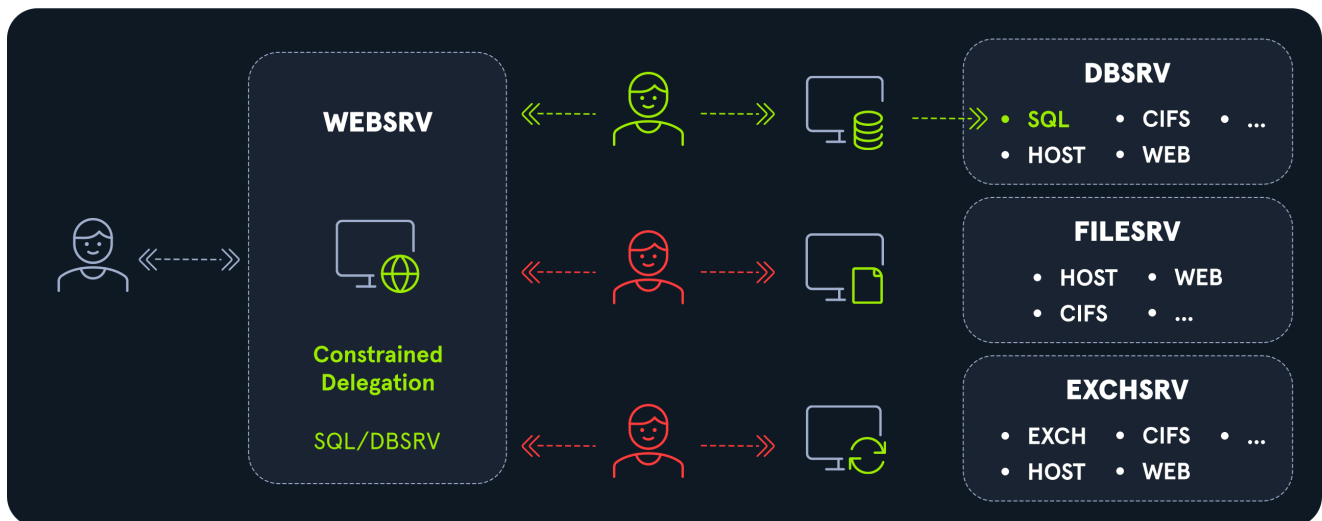 WEBSRV
Constrained
Delegation
SQL/DBSRV
DBSRV
• SQL • CIFS • ...
• HOST • WEB
FILESRV
• HOST • WEB
• CIFS • ...
EXCHSRV
• EXCH • CIFS • ...
• HOST • WEB